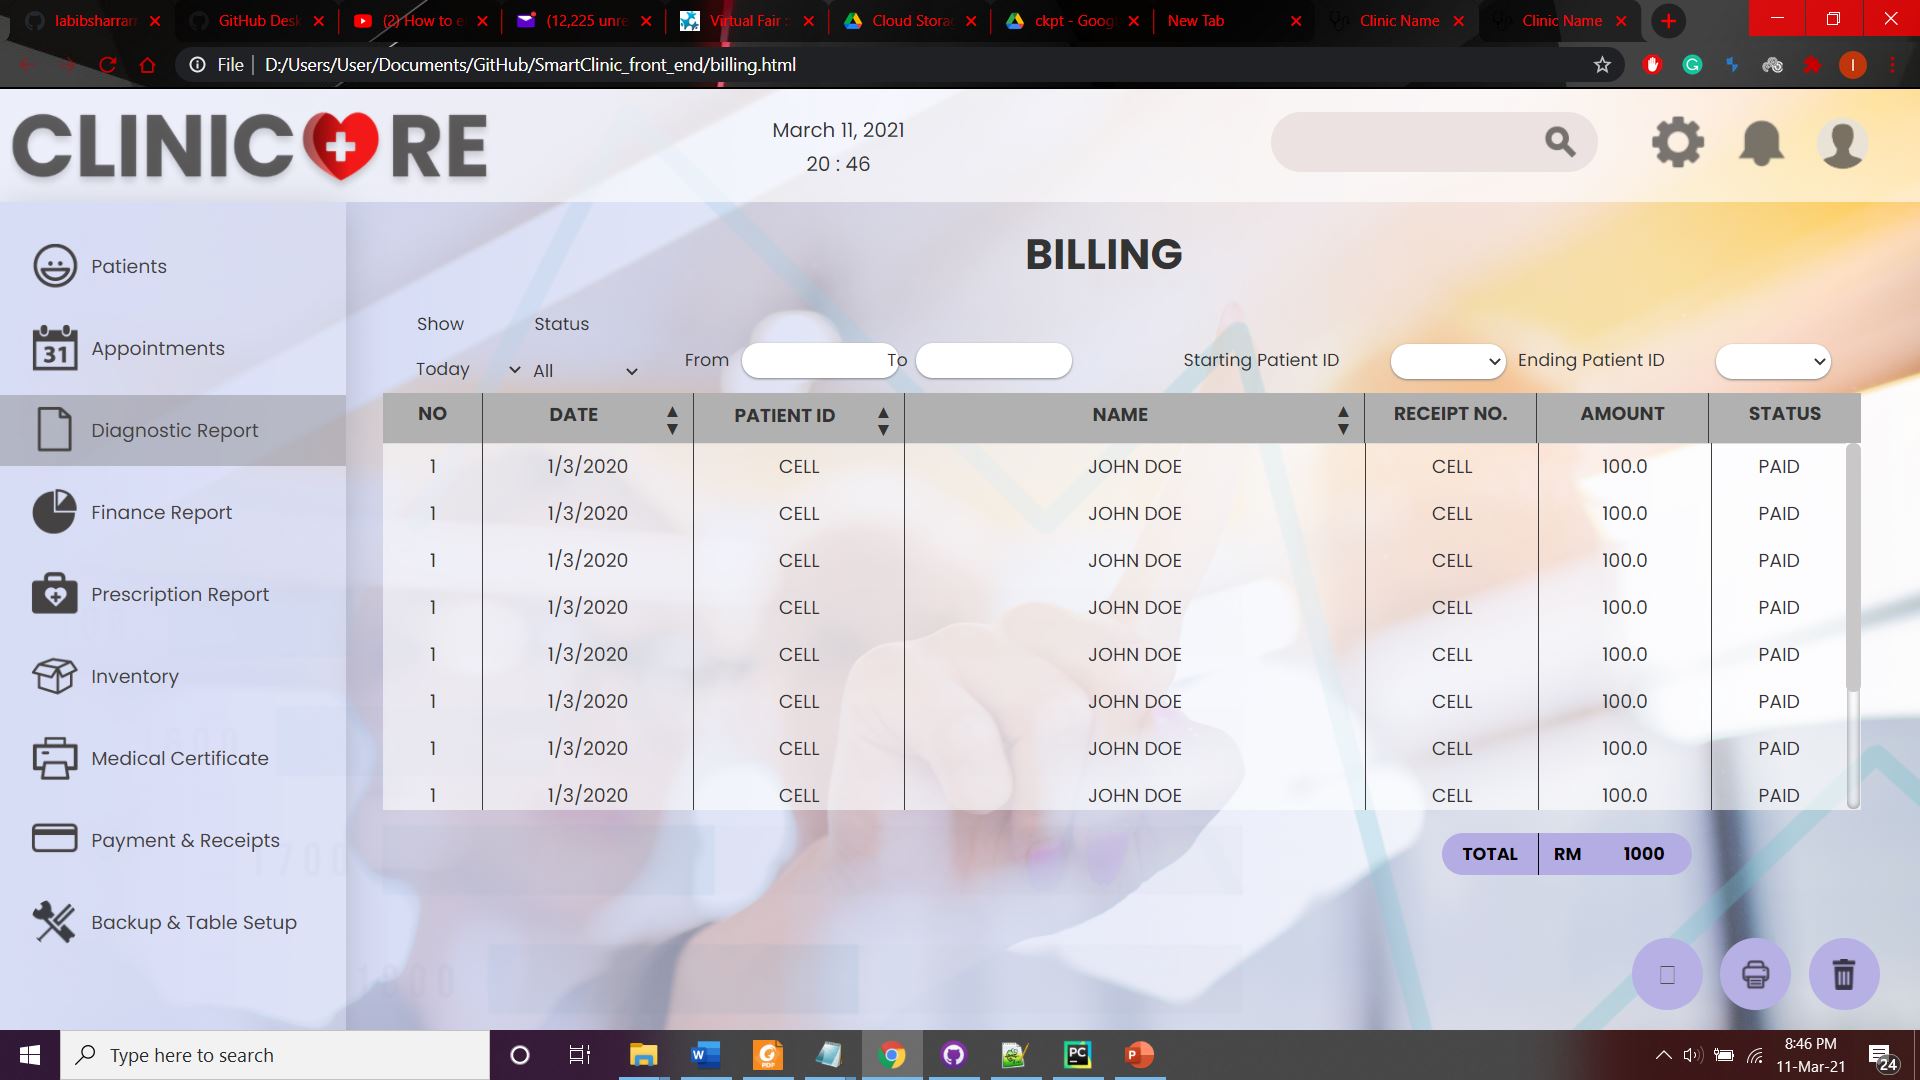 labibsharrar
GitHub Desk
(2) How to e
(12,225 unre
Virtual Fair :
Cloud Storag
ckpt - Goog
New Tab
Clinic Name
Clinic Name
File
D:/Users/User/Documents/GitHub/SmartClinic_front_end/billing.html
I
CLINIC RE
March 11, 2021
20 : 46
Patients
31 Appointments
Diagnostic Report
Finance Report
Prescription Report
Inventory
Medical Certificate
Payment & Receipts
Backup & Table Setup
BILLING
Show Status
Today All From To Starting Patient ID Ending Patient ID
NO DATE PATIENT ID NAME RECEIPT NO. AMOUNT STATUS
1 1/3/2020 CELL JOHN DOE CELL 100.0 PAID
1 1/3/2020 CELL JOHN DOE CELL 100.0 PAID
1 1/3/2020 CELL JOHN DOE CELL 100.0 PAID
1 1/3/2020 CELL JOHN DOE CELL 100.0 PAID
1 1/3/2020 CELL JOHN DOE CELL 100.0 PAID
1 1/3/2020 CELL JOHN DOE CELL 100.0 PAID
1 1/3/2020 CELL JOHN DOE CELL 100.0 PAID
1 1/3/2020 CELL JOHN DOE CELL 100.0 PAID
TOTAL RM 1000
1700
1800
Type here to search
W
PDF
PC
P
8:46 PM
11-Mar-21
24